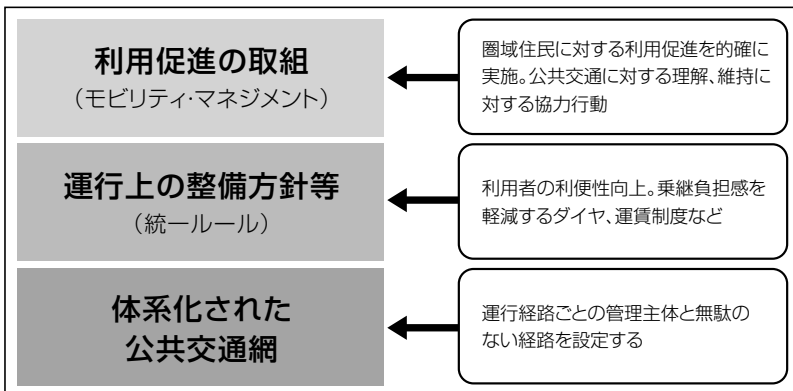 利用促進の取組
（モビリティ・マネジメント）
圏域住民に対する利用促進を的確に
実施。公共交通に対する理解、維持に
対する協力行動
運行上の整備方針等
（統一ルール）
利用者の利便性向上。乗継負担感を
軽減するダイヤ、運賃制度など
体系化された
公共交通網
運行経路ごとの管理主体と無駄の
ない経路を設定する